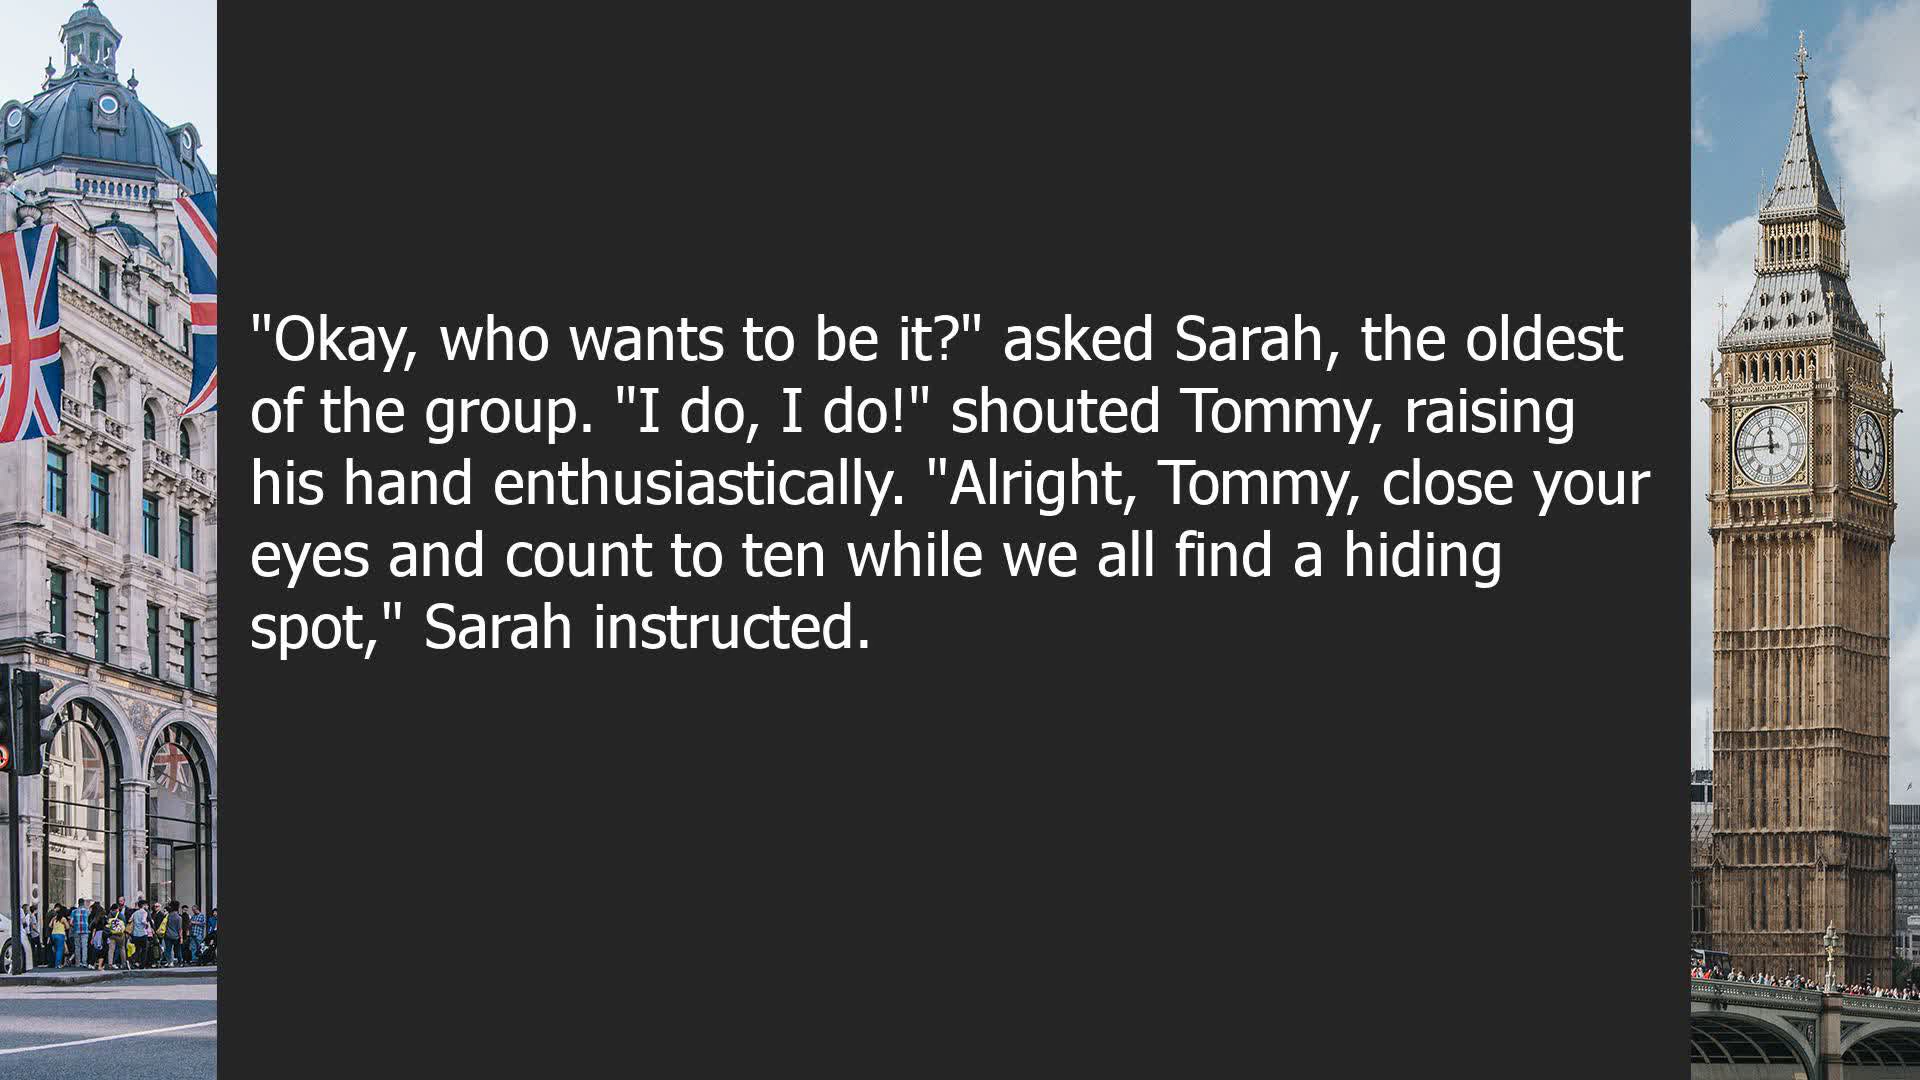 "Okay, who wants to be it?" asked Sarah, the oldest
of the group. "I do, I do!" shouted Tommy, raising
his hand enthusiastically. "Alright, Tommy, close your
eyes and count to ten while we all find a hiding
spot," Sarah instructed.